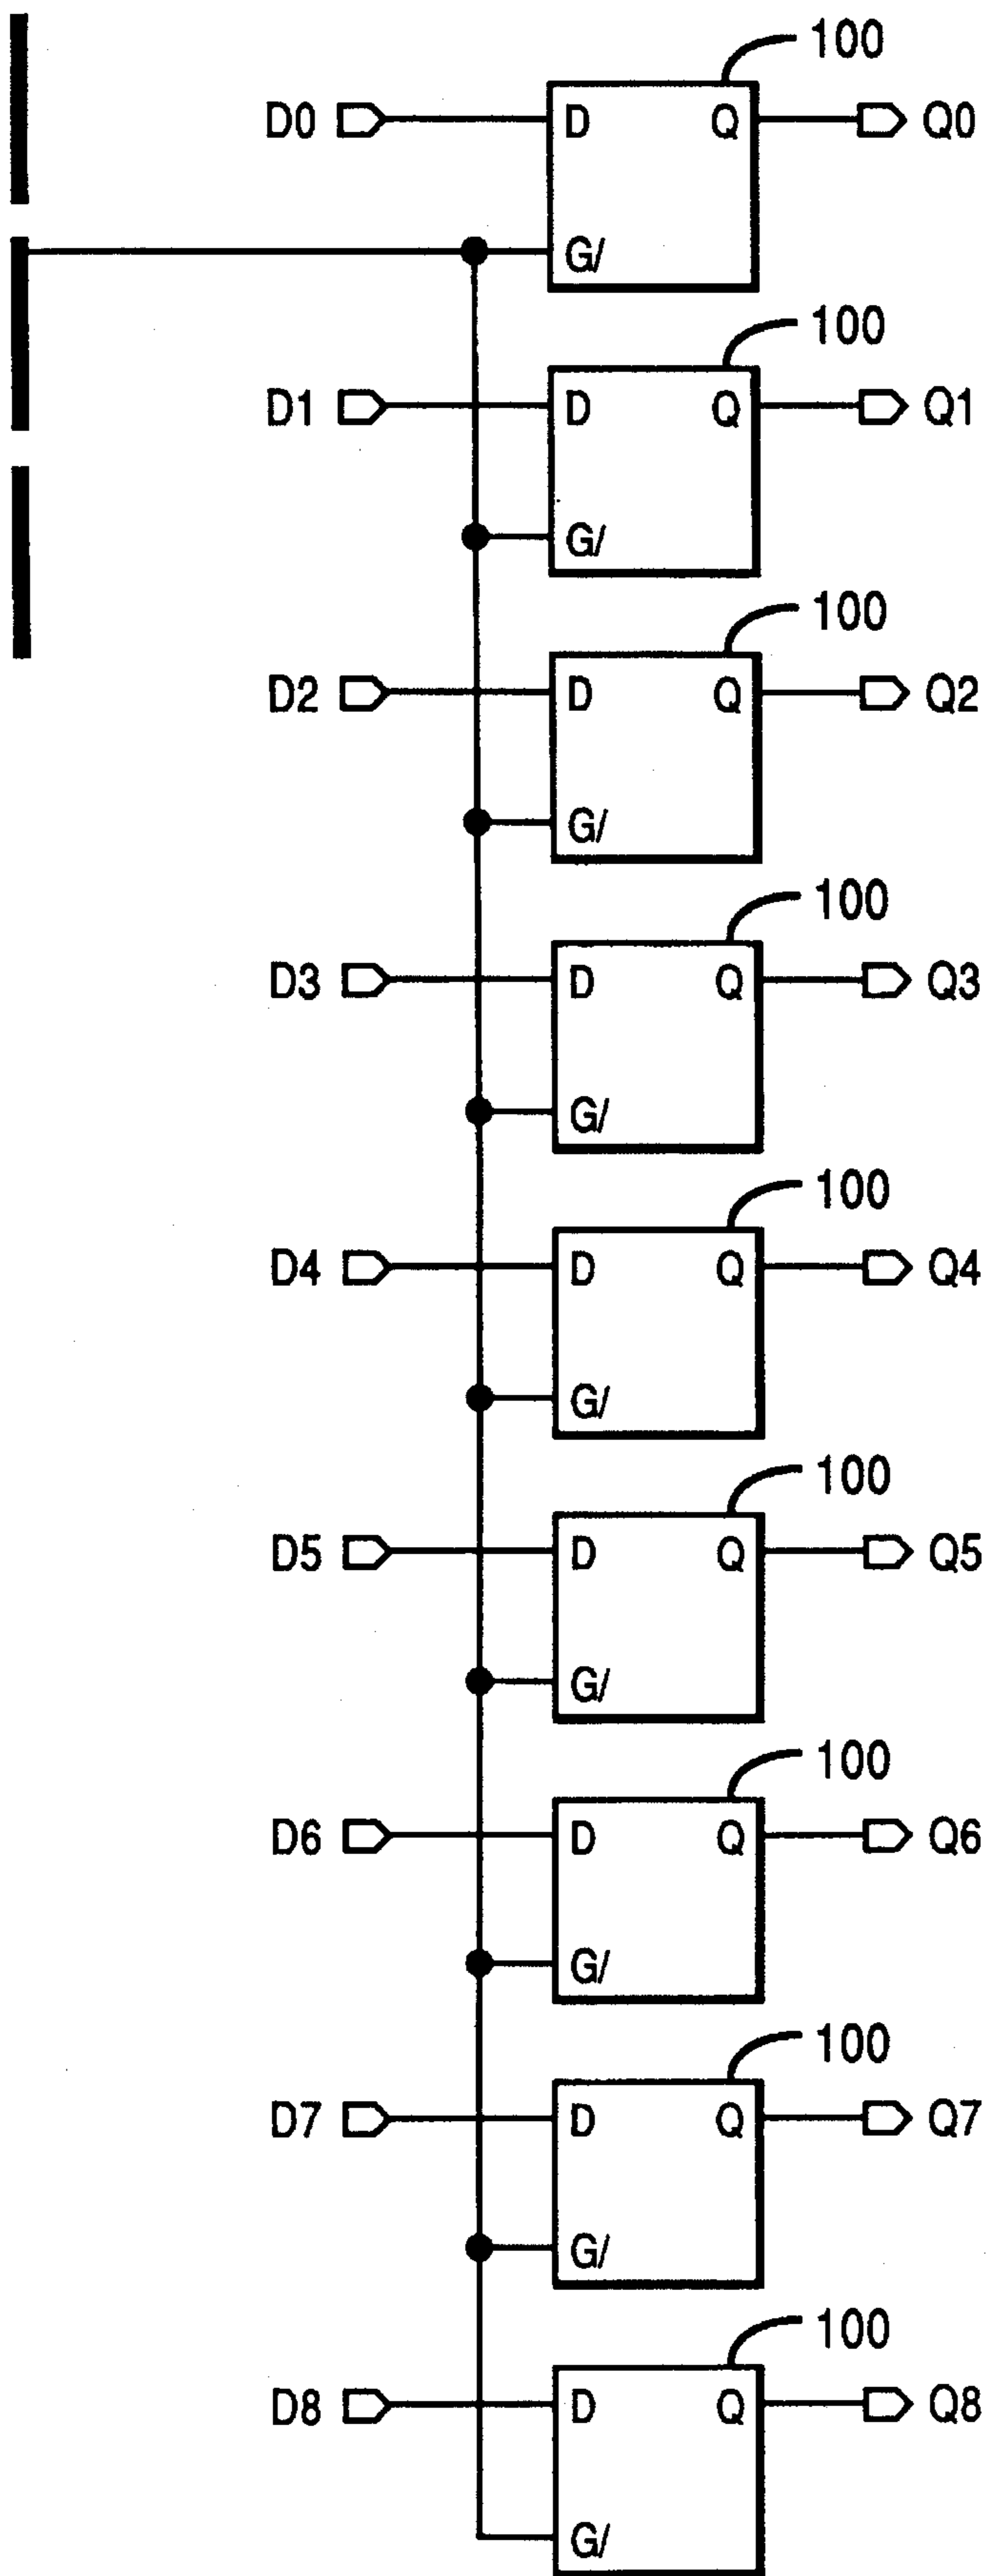 100
D0 D Q Q0
G/
100
D1 D Q Q1
G/
100
D2 D Q Q2
G/
100
D3 D Q Q3
G/
100
D4 D Q Q4
G/
100
D5 D Q Q5
G/
100
D6 D Q Q6
G/
100
D7 D Q Q7
G/
100
D8 D Q Q8
G/